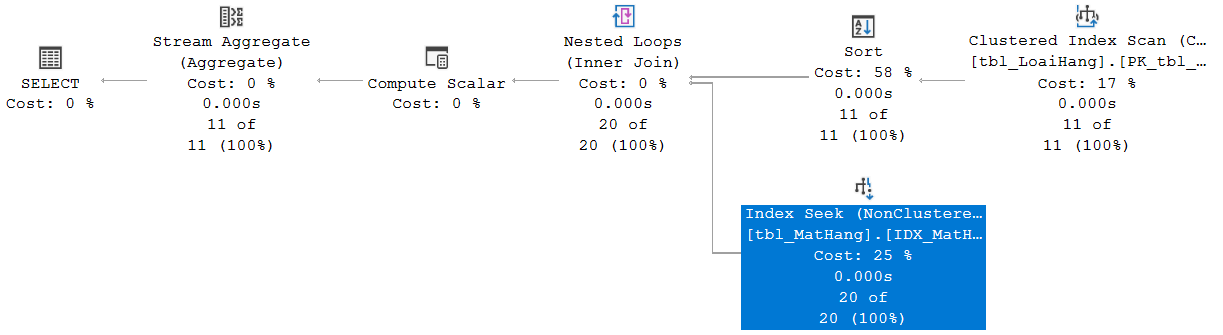 SELECT
Cost: 0 %
Stream Aggregate
(Aggregate)
Cost: 0 %
0.000s
11 of
11 (100%)
Compute Scalar
Cost: 0 %
Nested Loops
(Inner Join)
Cost: 0 %
0.000s
20 of
20 (100%)
Sort
Cost: 58 %
0.000s
11 of
11 (100%)
Clustered Index Scan (C…
[tbl_LoaiHang].[PK_tbl_…
Cost: 17 %
0.000s
11 of
11 (100%)
Index Seek (NonClustere…
[tbl_MatHang].[IDX_MatH…
Cost: 25 %
0.000s
20 of
20 (100%)